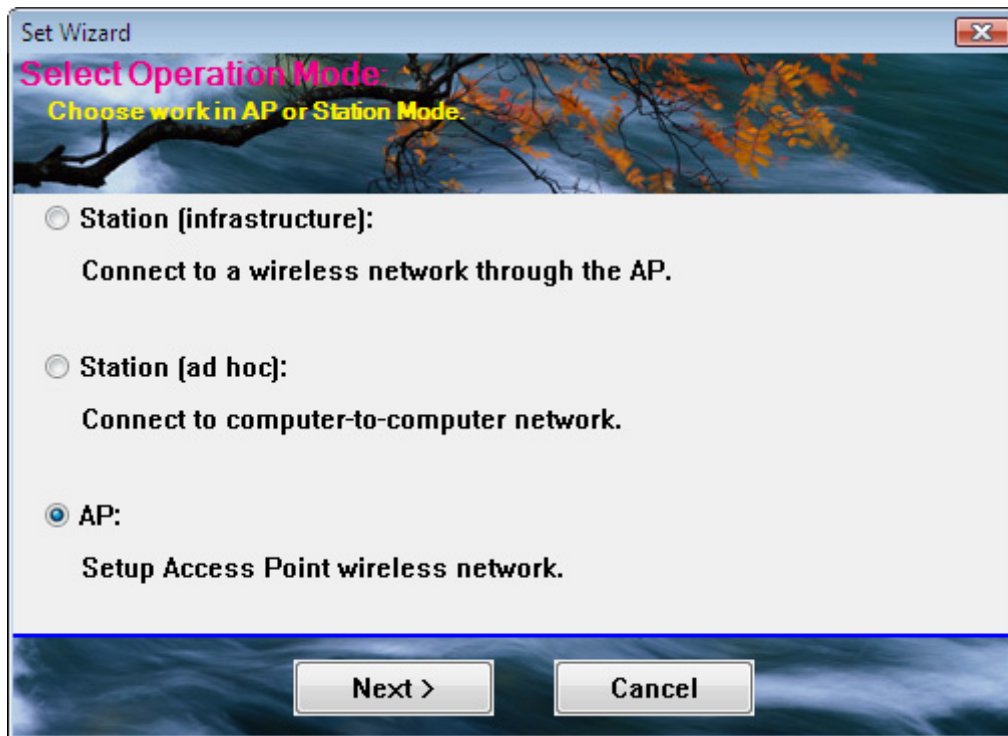 Set Wizard
Select Operation Mode:
Choose work in AP or Station Mode.
Station (infrastructure):
Connect to a wireless network through the AP.
Station (ad hoc):
Connect to computer-to-computer network.
AP:
Setup Access Point wireless network.
Next >
Cancel